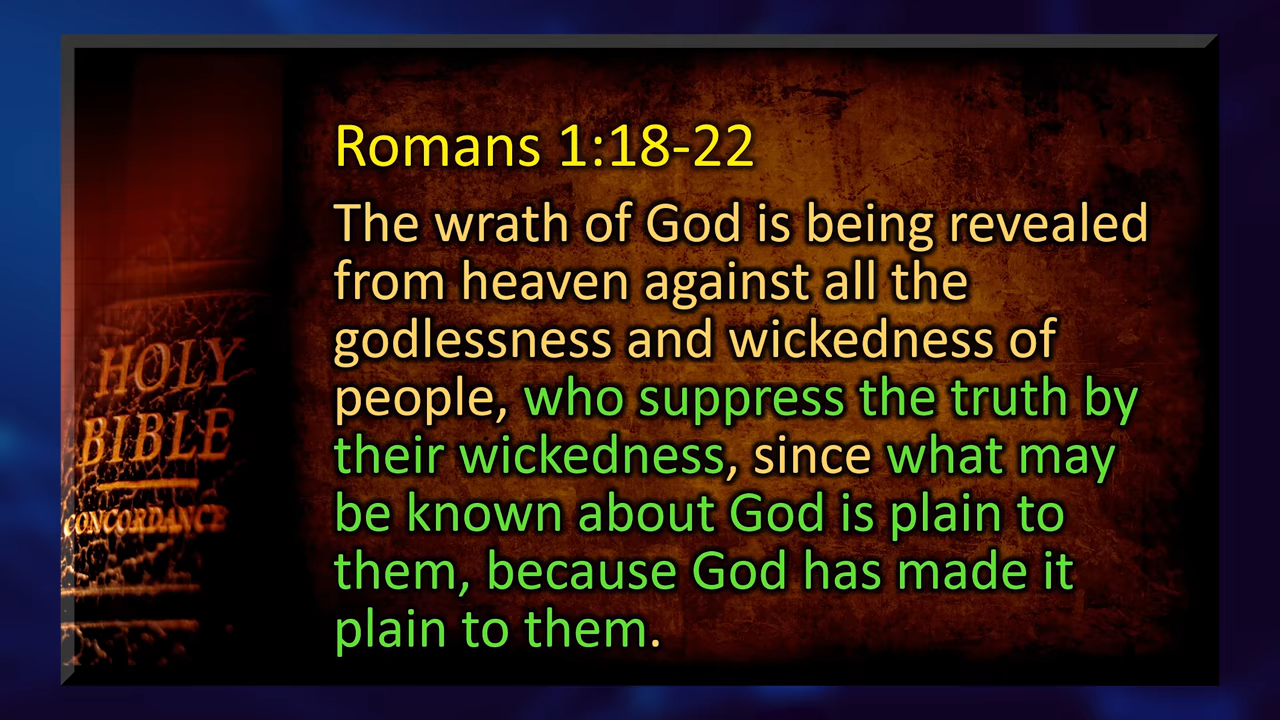 HOLY
BIBLE
CONCORDANCE
Romans 1:18-22
The wrath of God is being revealed
from heaven against all the
godlessness and wickedness of
people, who suppress the truth by
their wickedness, since what may
be known about God is plain to
them, because God has made it
plain to them.